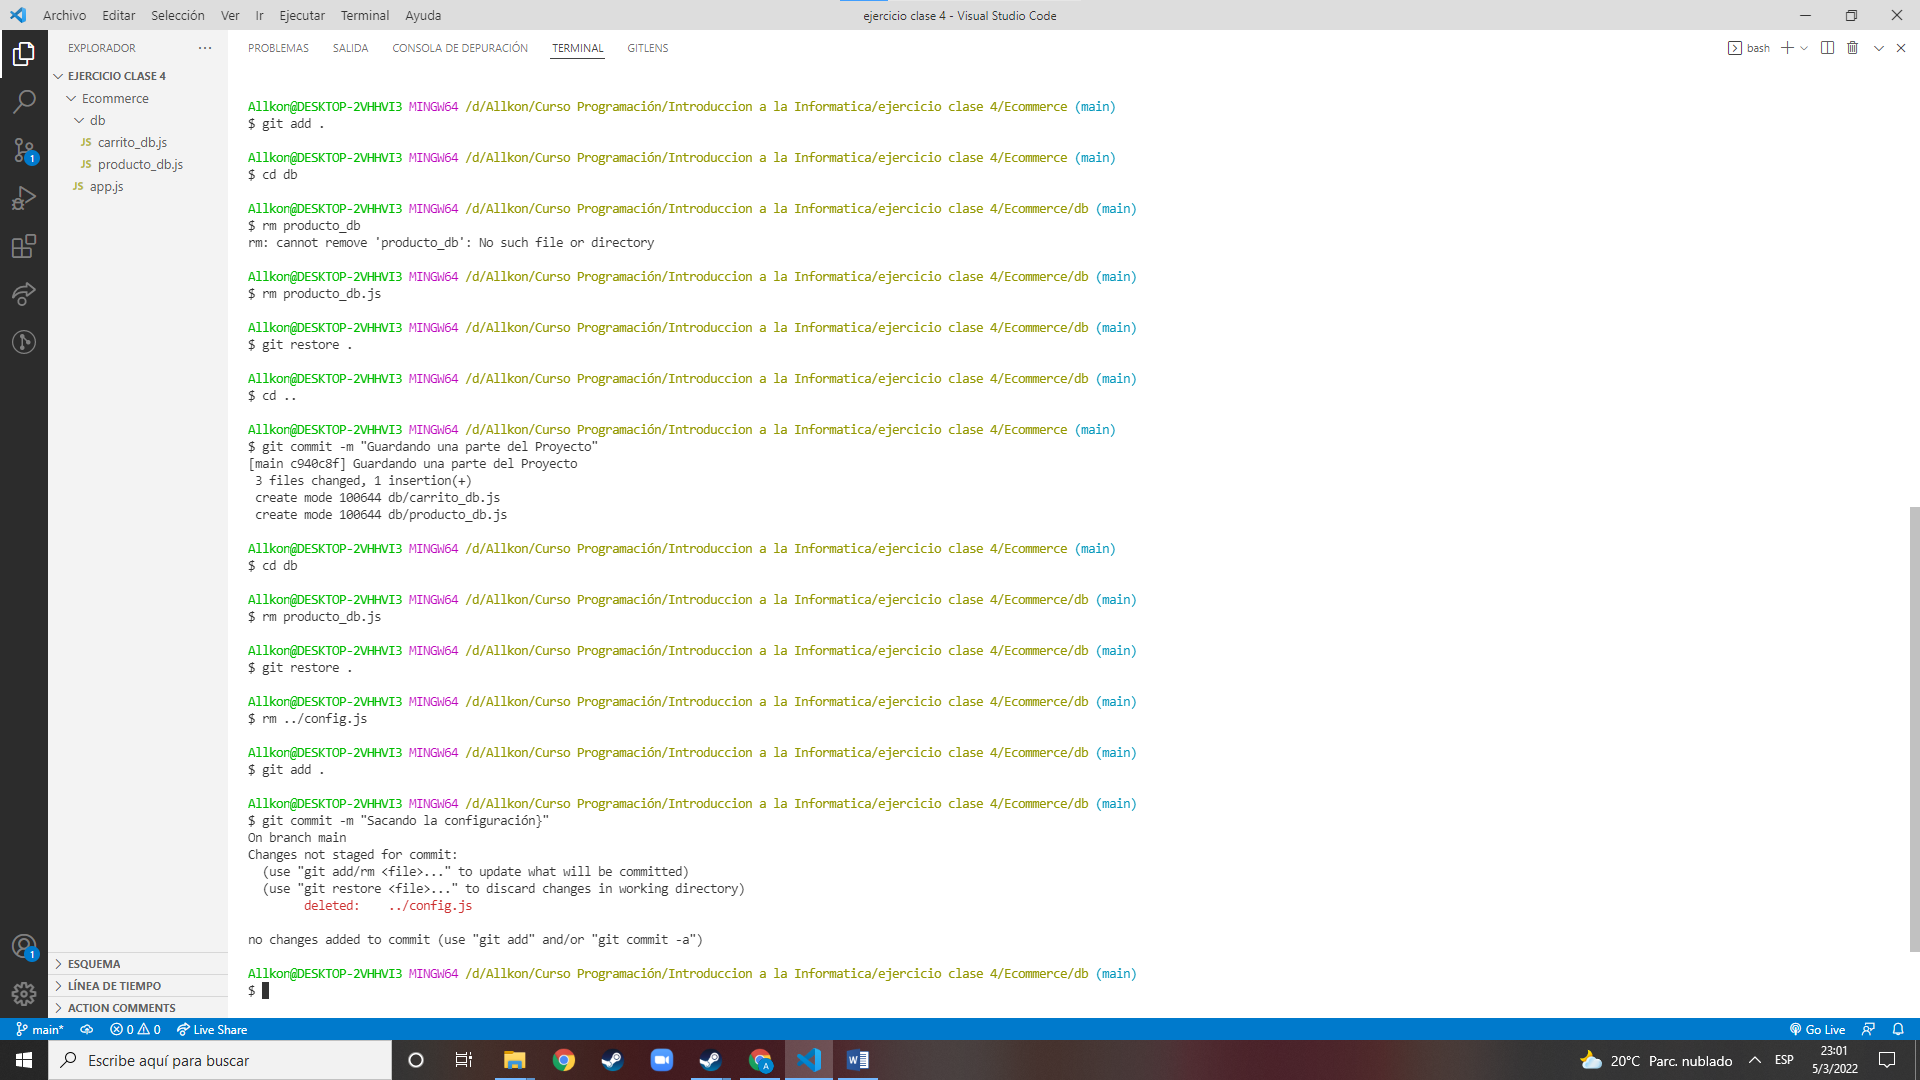 Archivo Editar Selección Ver Ir Ejecutar Terminal Ayuda
ejercicio clase 4 - Visual Studio Code
EXPLORADOR
EJERCICIO CLASE 4
Ecommerce
db
JS carrito_db.js
JS producto_db.js
JS app.js
1
1
ESQUEMA
LÍNEA DE TIEMPO
ACTION COMMENTS
PROBLEMAS SALIDA CONSOLA DE DEPURACIÓN TERMINAL GITLENS
bash
Allkon@DESKTOP-2VHHVI3 MINGW64 /d/Allkon/Curso Programación/Introduccion a la Informatica/ejercicio clase 4/Ecommerce (main)
$ git add .
Allkon@DESKTOP-2VHHVI3 MINGW64 /d/Allkon/Curso Programación/Introduccion a la Informatica/ejercicio clase 4/Ecommerce (main)
$ cd db
Allkon@DESKTOP-2VHHVI3 MINGW64 /d/Allkon/Curso Programación/Introduccion a la Informatica/ejercicio clase 4/Ecommerce/db (main)
$ rm producto_db
rm: cannot remove 'producto_db': No such file or directory
Allkon@DESKTOP-2VHHVI3 MINGW64 /d/Allkon/Curso Programación/Introduccion a la Informatica/ejercicio clase 4/Ecommerce/db (main)
$ rm producto_db.js
Allkon@DESKTOP-2VHHVI3 MINGW64 /d/Allkon/Curso Programación/Introduccion a la Informatica/ejercicio clase 4/Ecommerce/db (main)
$ git restore .
Allkon@DESKTOP-2VHHVI3 MINGW64 /d/Allkon/Curso Programación/Introduccion a la Informatica/ejercicio clase 4/Ecommerce/db (main)
$ cd ..
Allkon@DESKTOP-2VHHVI3 MINGW64 /d/Allkon/Curso Programación/Introduccion a la Informatica/ejercicio clase 4/Ecommerce (main)
$ git commit -m "Guardando una parte del Proyecto"
[main c940c8f] Guardando una parte del Proyecto
3 files changed, 1 insertion(+)
create mode 100644 db/carrito_db.js
create mode 100644 db/producto_db.js
Allkon@DESKTOP-2VHHVI3 MINGW64 /d/Allkon/Curso Programación/Introduccion a la Informatica/ejercicio clase 4/Ecommerce (main)
$ cd db
Allkon@DESKTOP-2VHHVI3 MINGW64 /d/Allkon/Curso Programación/Introduccion a la Informatica/ejercicio clase 4/Ecommerce/db (main)
$ rm producto_db.js
Allkon@DESKTOP-2VHHVI3 MINGW64 /d/Allkon/Curso Programación/Introduccion a la Informatica/ejercicio clase 4/Ecommerce/db (main)
$ git restore .
Allkon@DESKTOP-2VHHVI3 MINGW64 /d/Allkon/Curso Programación/Introduccion a la Informatica/ejercicio clase 4/Ecommerce/db (main)
$ rm ../config.js
Allkon@DESKTOP-2VHHVI3 MINGW64 /d/Allkon/Curso Programación/Introduccion a la Informatica/ejercicio clase 4/Ecommerce/db (main)
$ git add .
Allkon@DESKTOP-2VHHVI3 MINGW64 /d/Allkon/Curso Programación/Introduccion a la Informatica/ejercicio clase 4/Ecommerce/db (main)
$ git commit -m "Sacando la configuración}"
On branch main
Changes not staged for commit:
(use "git add/rm <file>..." to update what will be committed)
(use "git restore <file>..." to discard changes in working directory)
deleted: ../config.js
no changes added to commit (use "git add" and/or "git commit -a")
Allkon@DESKTOP-2VHHVI3 MINGW64 /d/Allkon/Curso Programación/Introduccion a la Informatica/ejercicio clase 4/Ecommerce/db (main)
$
main* 0 0 Live Share
Go Live
Escribe aquí para buscar
20°C Parc. nublado
ESP
23:01
5/3/2022